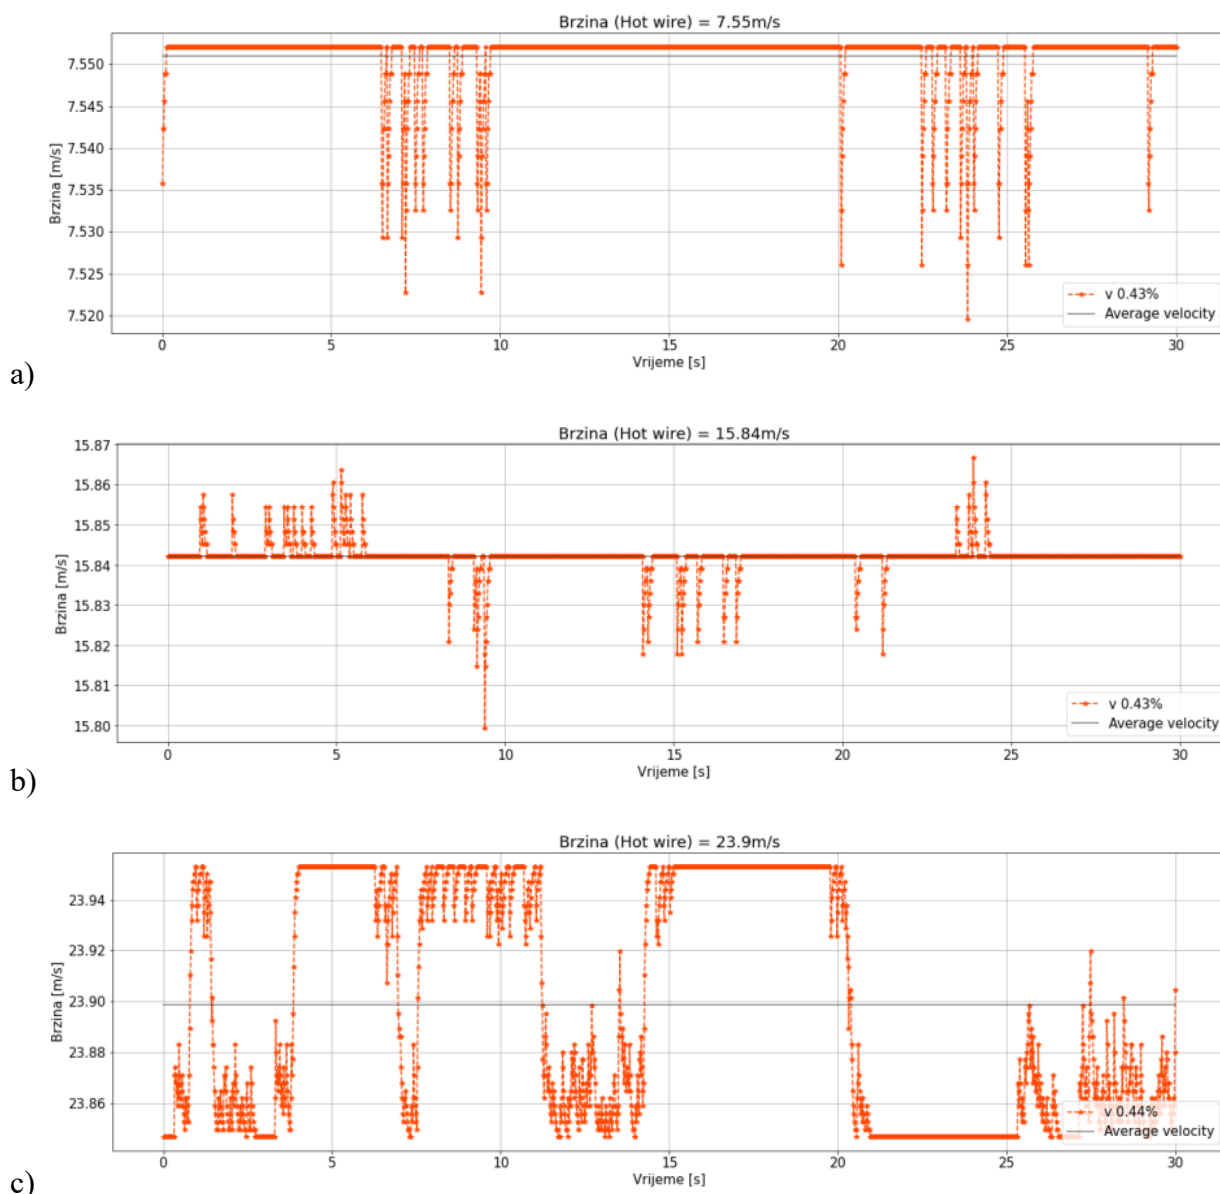 Brzina (Hot wire) = 7.55m/s
7.550
7.545
7.540
7.535
7.530
7.525
7.520
Brzina [m/s]
v 0.43%
Average velocity
0 5 10 15 20 25 30
Vrijeme [s]
a)
Brzina (Hot wire) = 15.84m/s
15.87
15.86
15.85
15.84
15.83
15.82
15.81
15.80
Brzina [m/s]
v 0.43%
Average velocity
0 5 10 15 20 25 30
Vrijeme [s]
b)
Brzina (Hot wire) = 23.9m/s
23.94
23.92
23.90
23.88
23.86
Brzina [m/s]
v 0.44%
Average velocity
0 5 10 15 20 25 30
Vrijeme [s]
c)